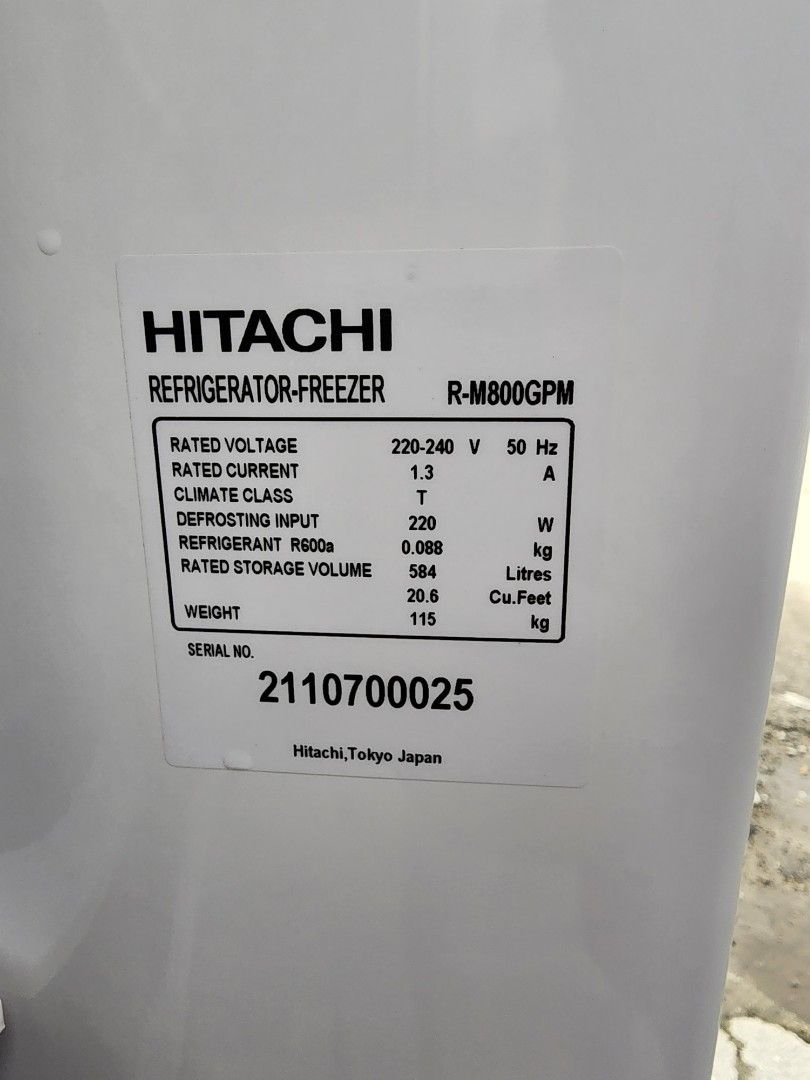 HITACHI
REFRIGERATOR-FREEZER R-M800GPM
RATED VOLTAGE 220-240 V 50 Hz
RATED CURRENT 1.3 A
CLIMATE CLASS T
DEFROSTING INPUT 220 W
REFRIGERANT R600a 0.088 kg
RATED STORAGE VOLUME 584 Litres
20.6 Cu.Feet
WEIGHT 115 kg
SERIAL NO.
2110700025
Hitachi,Tokyo Japan